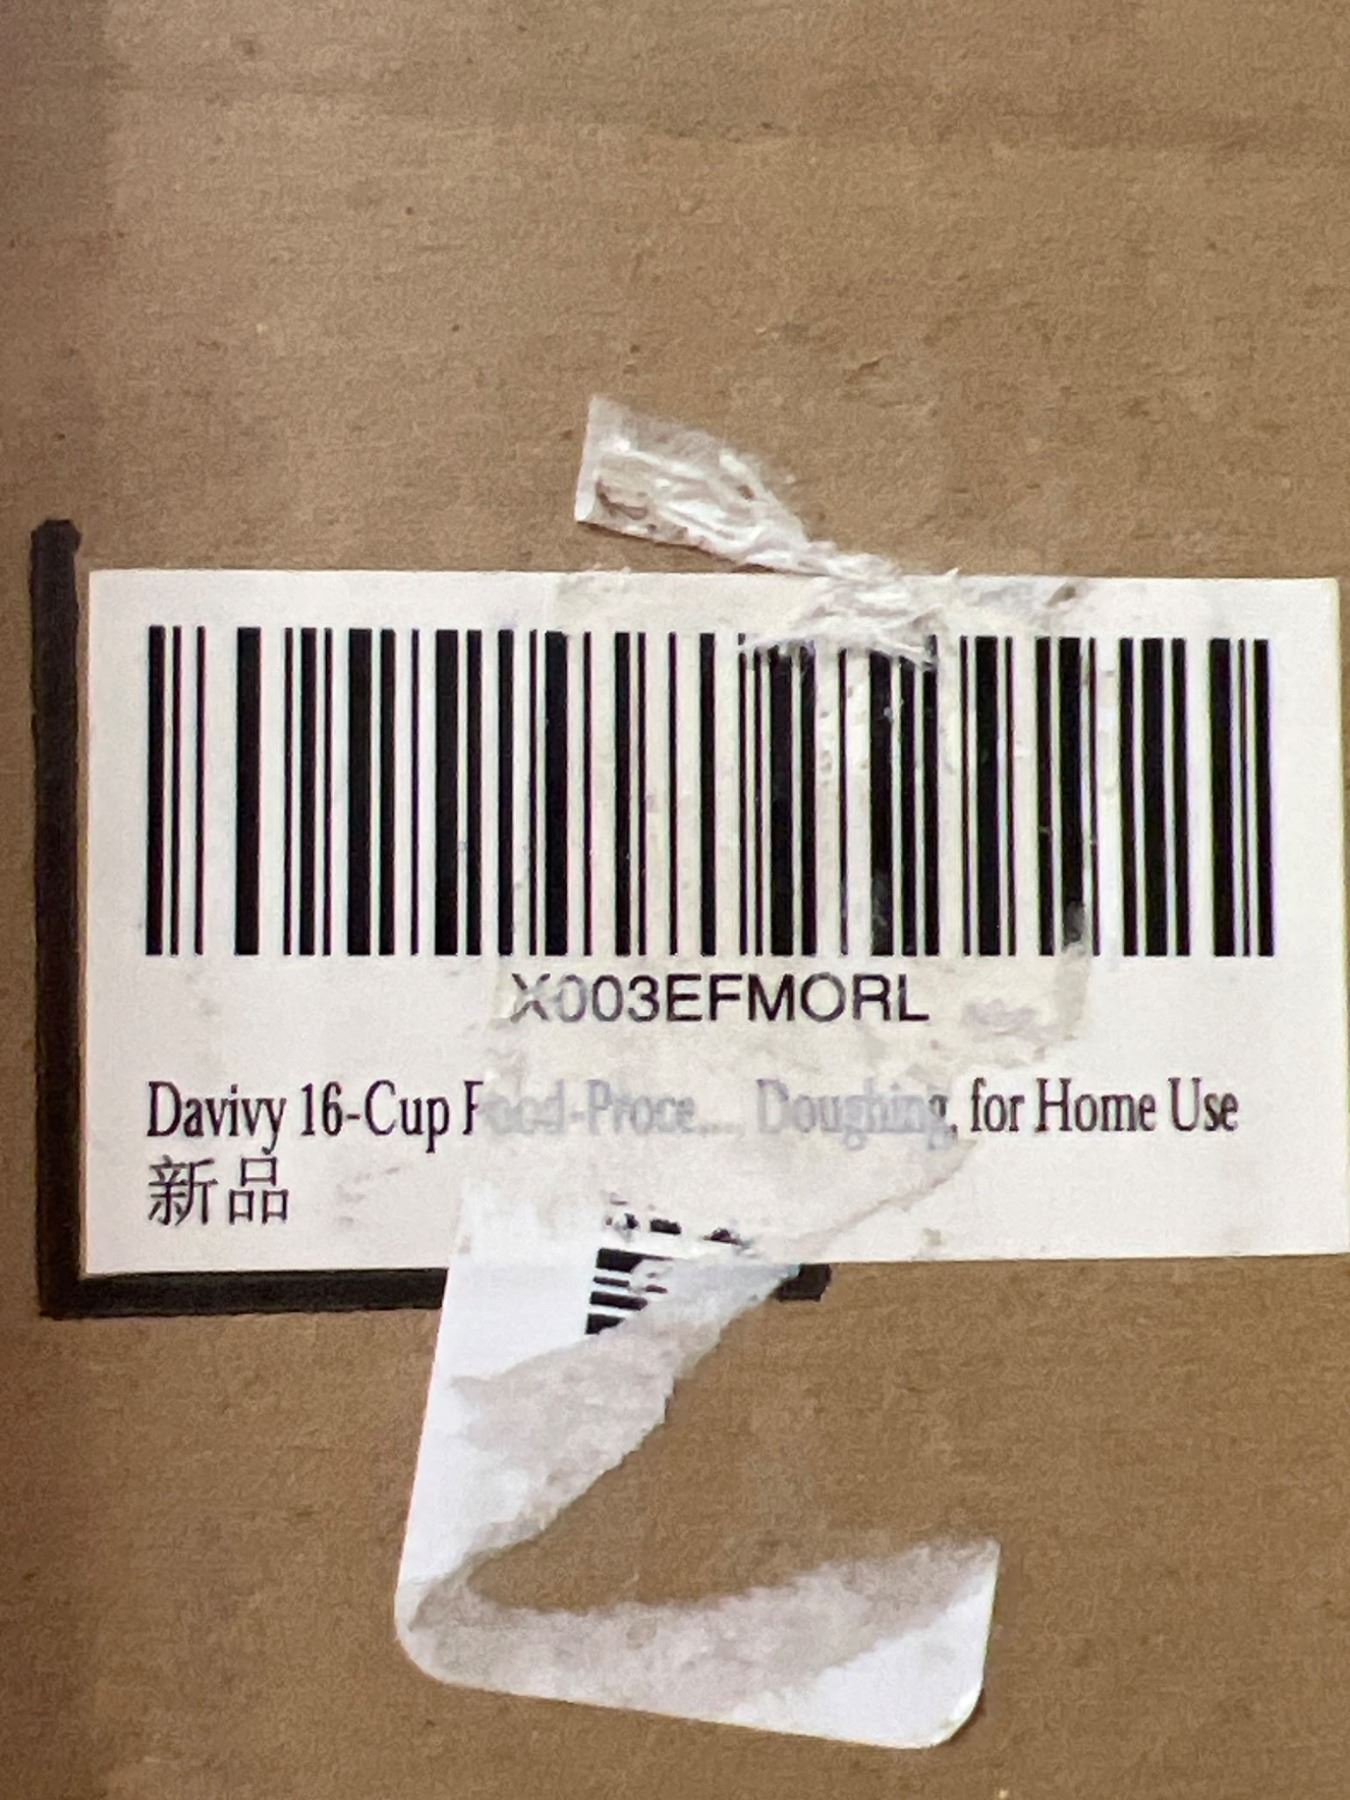 X003EFMORL
Davivy 16-Cup Food-Proce... Doughing, for Home Use
新品